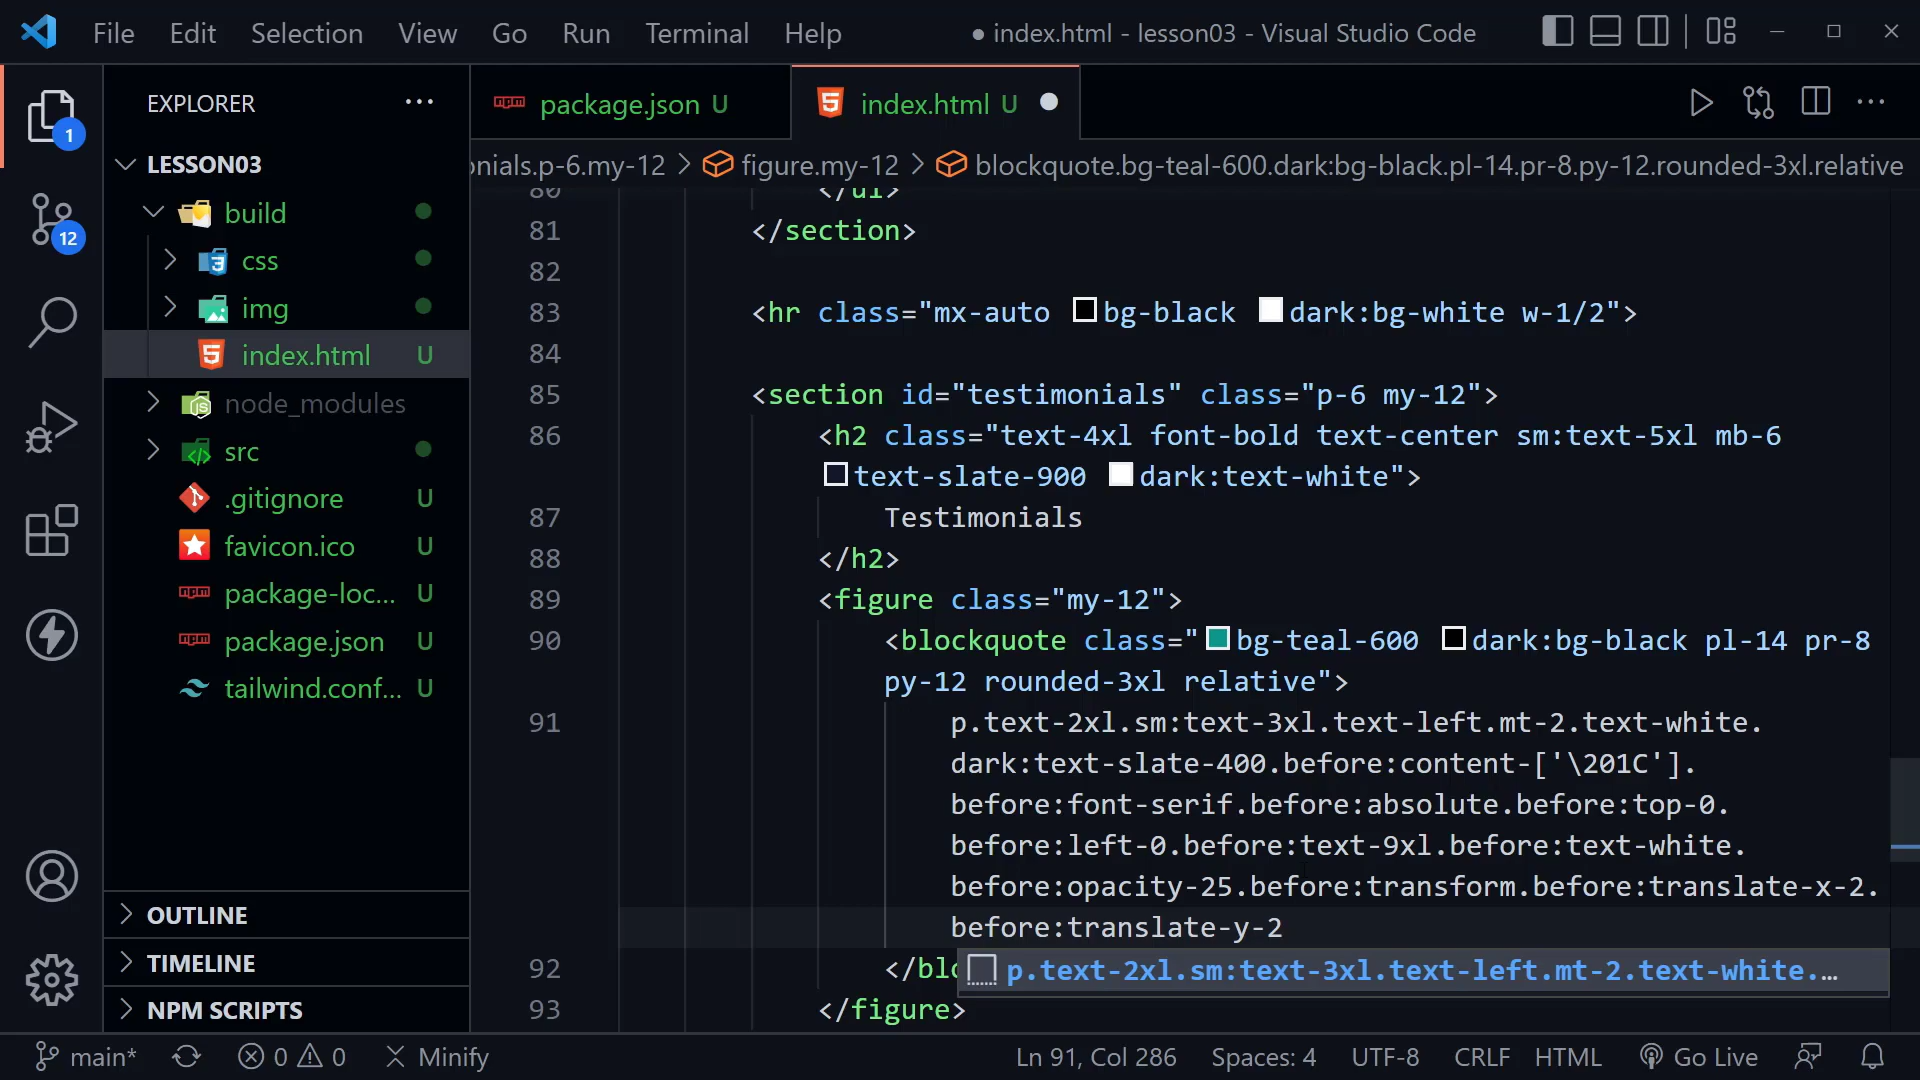 File Edit Selection View Go Run Terminal Help ● index.html - lesson03 - Visual Studio Code
EXPLORER ···
package.json U
index.html U
1
12
LESSON03
build
css
img
index.html U
node_modules
src
.gitignore U
favicon.ico U
package-loc... U
package.json U
tailwind.conf... U
OUTLINE
TIMELINE
NPM SCRIPTS
onials.p-6.my-12 > figure.my-12 > blockquote.bg-teal-600.dark:bg-black.pl-14.pr-8.py-12.rounded-3xl.relative
80 </ul>
81 </section>
82
83 <hr class="mx-auto bg-black dark:bg-white w-1/2">
84
85 <section id="testimonials" class="p-6 my-12">
86 <h2 class="text-4xl font-bold text-center sm:text-5xl mb-6
text-slate-900 dark:text-white">
87 Testimonials
88 </h2>
89 <figure class="my-12">
90 <blockquote class="bg-teal-600 dark:bg-black pl-14 pr-8
py-12 rounded-3xl relative">
91 p.text-2xl.sm:text-3xl.text-left.mt-2.text-white.
dark:text-slate-400.before:content-['\201C'].
before:font-serif.before:absolute.before:top-0.
before:left-0.before:text-9xl.before:text-white.
before:opacity-25.before:transform.before:translate-x-2.
before:translate-y-2
92 </blo
p.text-2xl.sm:text-3xl.text-left.mt-2.text-white.…
93 </figure>
main* 0 0 Minify Ln 91, Col 286 Spaces: 4 UTF-8 CRLF HTML Go Live